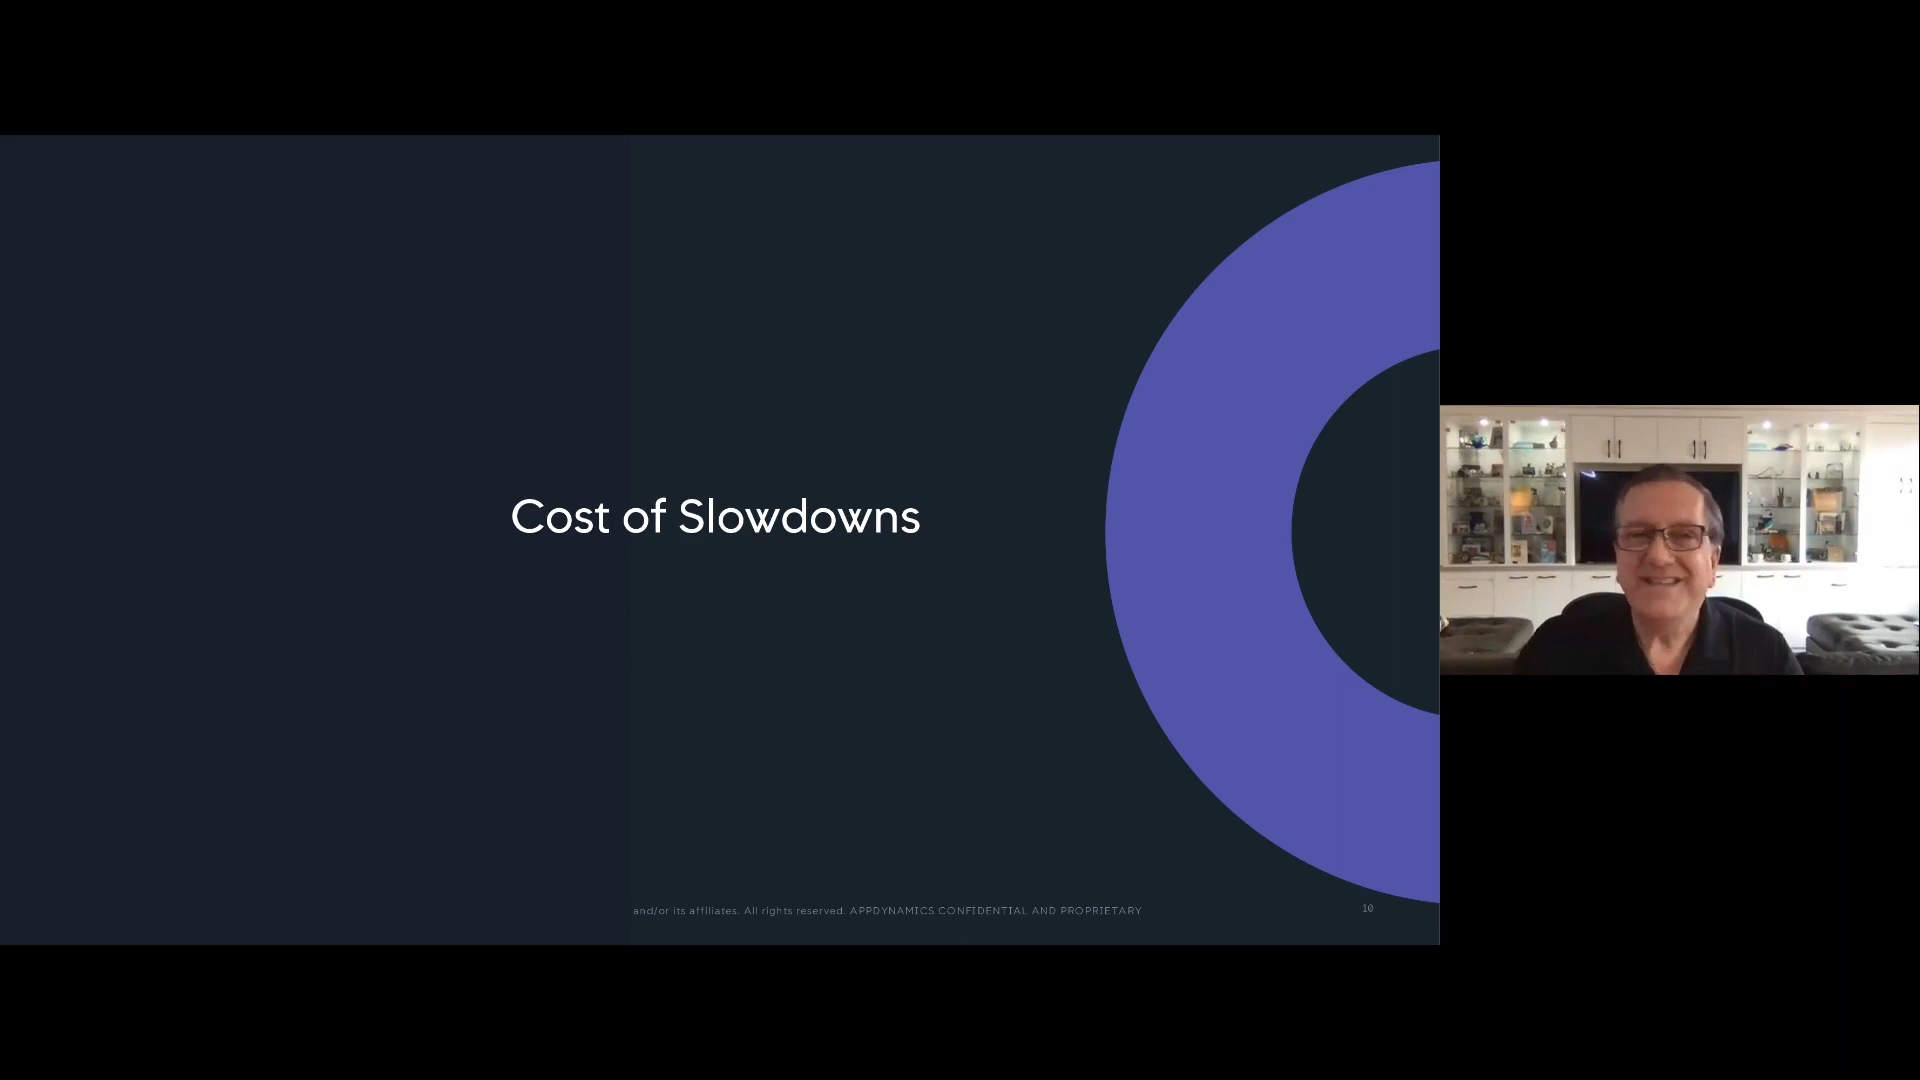 Cost of Slowdowns
and/or its affiliates. All rights reserved. APPDYNAMICS CONFIDENTIAL AND PROPRIETARY
10